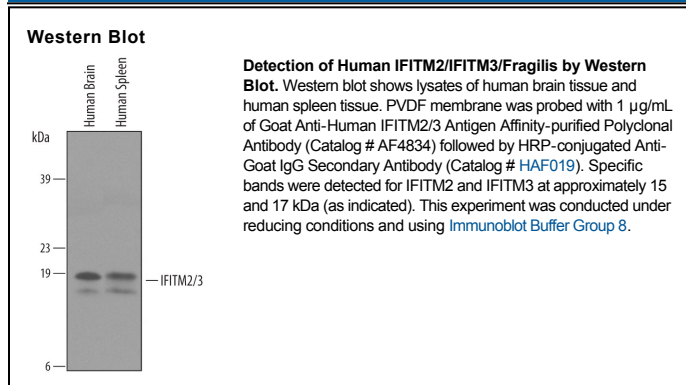 Western Blot
Human Brain
Human Spleen
kDa
39
23
19
IFITM2/3
6
Detection of Human IFITM2/IFITM3/Fragilis by Western
Blot. Western blot shows lysates of human brain tissue and
human spleen tissue. PVDF membrane was probed with 1 µg/mL
of Goat Anti-Human IFITM2/3 Antigen Affinity-purified Polyclonal
Antibody (Catalog # AF4834) followed by HRP-conjugated Anti-
Goat IgG Secondary Antibody (Catalog # HAF019). Specific
bands were detected for IFITM2 and IFITM3 at approximately 15
and 17 kDa (as indicated). This experiment was conducted under
reducing conditions and using Immunoblot Buffer Group 8.